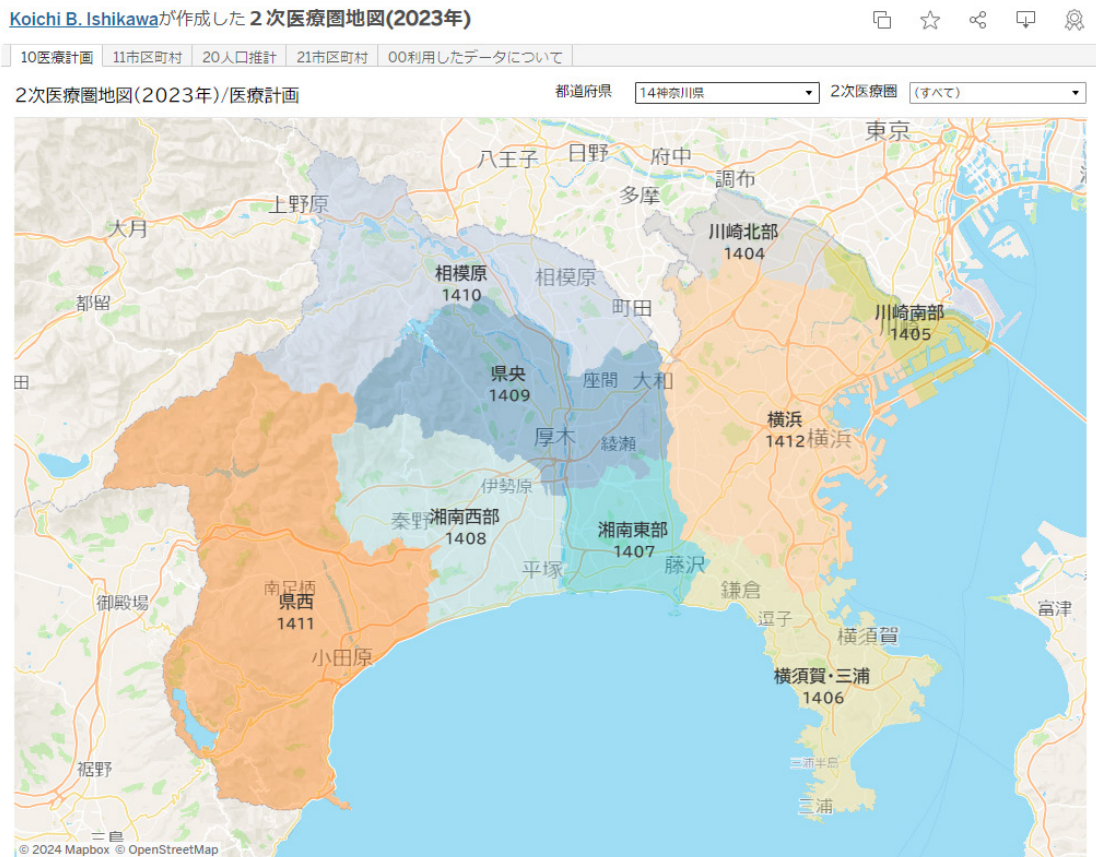 Koichi B. Ishikawaが作成した２次医療圏地図(2023年)
10医療計画 11市区町村 20人口推計 21市区町村 00利用したデータについて
2次医療圏地図(2023年)/医療計画
都道府県 14神奈川県 2次医療圏 (すべて)
東京
八王子
日野
府中
調布
多摩
上野原
大月
川崎北部
1404
相模原
1410
相模原
都留
町田
川崎南部
1405
田
県央
1409
座間
大和
横浜
1412
横浜
厚木
綾瀬
伊勢原
秦野
湘南西部
1408
湘南東部
1407
平塚
藤沢
南足柄
県西
1411
御殿場
鎌倉
逗子
富津
横須賀
小田原
横須賀・三浦
1406
裾野
三浦半島
三浦
三島
© 2024 Mapbox © OpenStreetMap